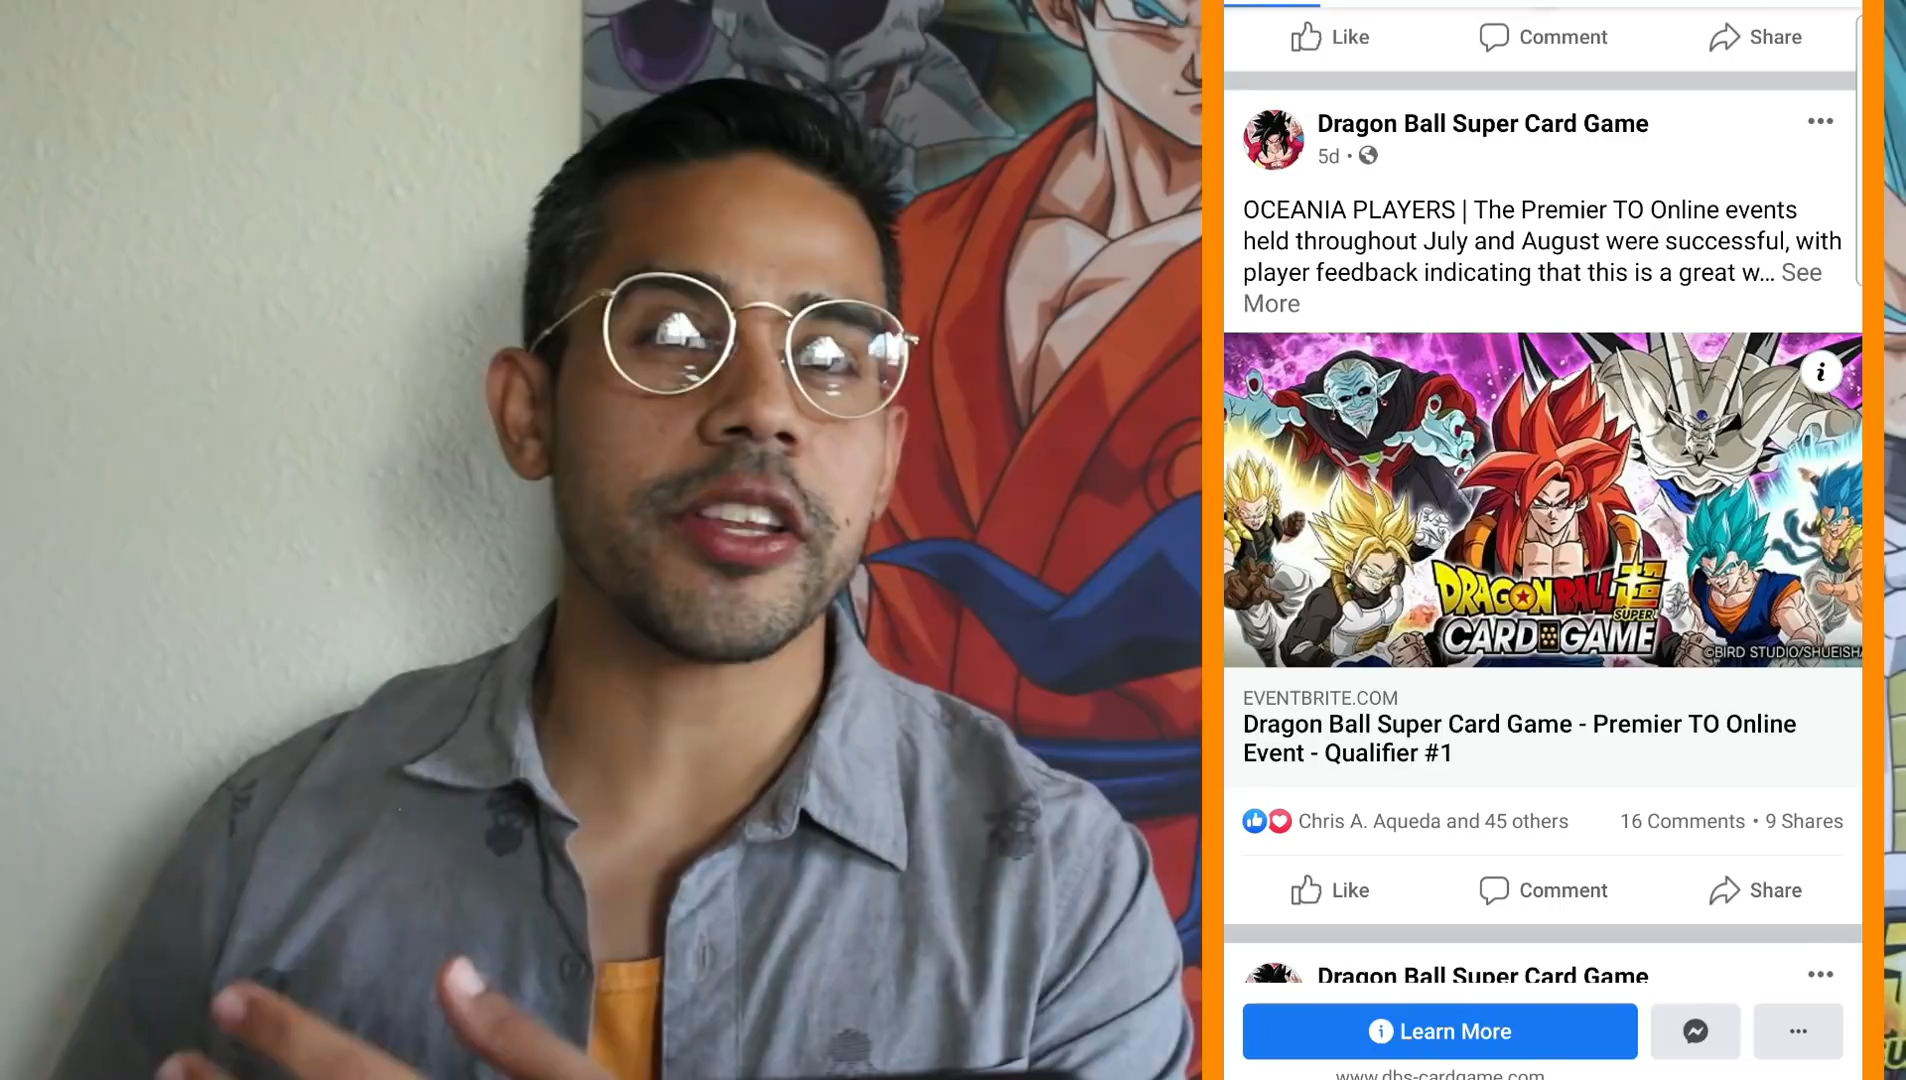 Like Comment Share
Dragon Ball Super Card Game
5d •
OCEANIA PLAYERS | The Premier TO Online events
held throughout July and August were successful, with
player feedback indicating that this is a great w... See
More
DRAGON BALL 超
SUPER
CARD GAME
©BIRD STUDIO/SHUEISHA
EVENTBRITE.COM
Dragon Ball Super Card Game - Premier TO Online
Event - Qualifier #1
Chris A. Aqueda and 45 others 16 Comments • 9 Shares
Like Comment Share
Dragon Ball Super Card Game
Learn More
www.dbs-cardgame.com